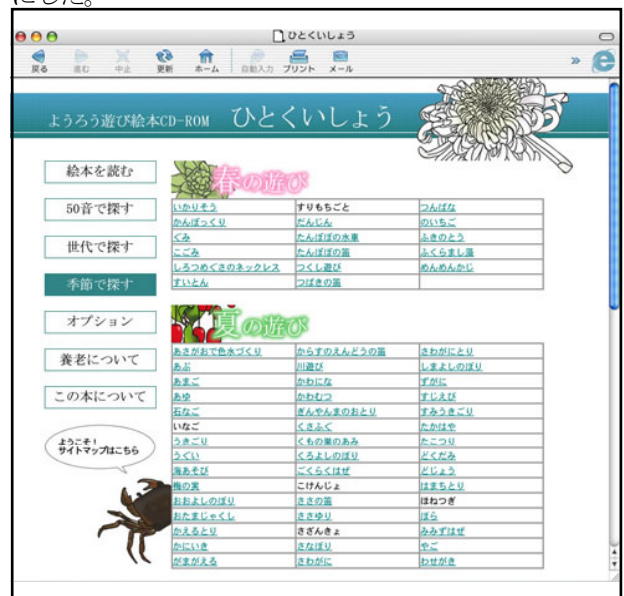 にした。
ひとくいしょう
戻る 進む 中止 更新 ホーム 自動入力 プリント メール
ようろう遊び絵本CD-ROM ひとくいしょう
絵本を読む
50音で探す
世代で探す
季節で探す
オプション
養老について
この本について
ようこそ!
サイトマップはこちら
春の遊び
いかりそう すりもちごと つんばな
かんぽっくり だんじん のいちご
ぐみ たんぽぽの水車 ふきのとう
こごみ たんぽぽの笛 ふくらまし藻
しろつめぐさのネックレス つくし遊び めんめんかじ
すいとん つばきの笛
夏の遊び
あさがおで色水づくり からすのえんどうの笛 さわがにとり
あぶ 川遊び しまよしのぼり
あまご かわにな ずがに
あゆ かわむつ すじえび
石なご ぎんやんまのおとり すみうきごり
いなご くさふぐ たかはや
うきごり くもの巣のあみ たこつり
うぐい くろよしのぼり どくだみ
海あそび ごくらくはぜ どじょう
梅の実 こけんじょ はまちとり
おおよしのぼり ささの笛 ほねつぎ
おたまじゃくし ささゆり ぼら
かえるとり さざんきょ みみずはぜ
かにいき さなぼり やご
がまがえる さわがに わせがき